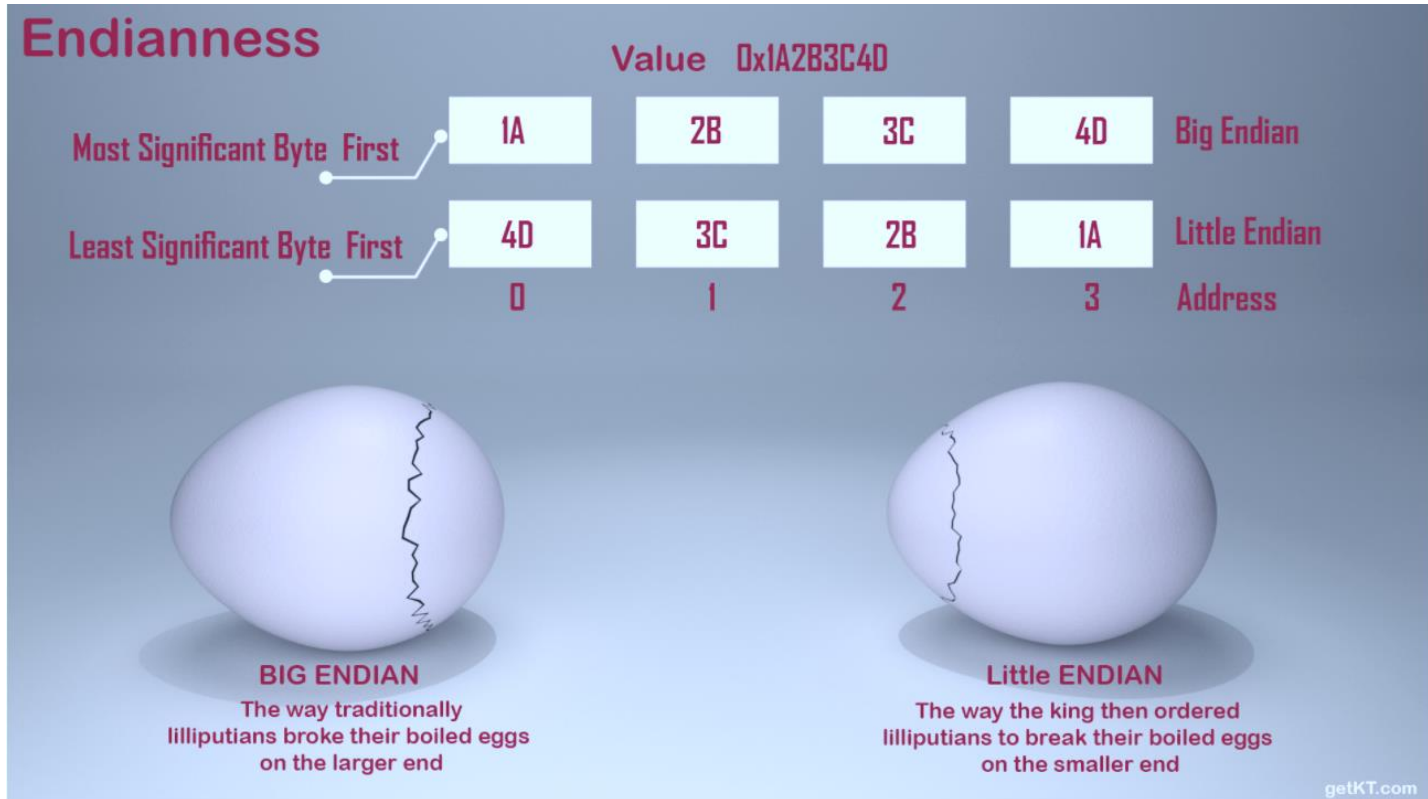 Endianness
Value 0x1A2B3C4D
Most Significant Byte First
1A 2B 3C 4D Big Endian
Least Significant Byte First
4D 3C 2B 1A Little Endian
0 1 2 3 Address
BIG ENDIAN
The way traditionally
lilliputians broke their boiled eggs
on the larger end
Little ENDIAN
The way the king then ordered
lilliputians to break their boiled eggs
on the smaller end
getKT.com